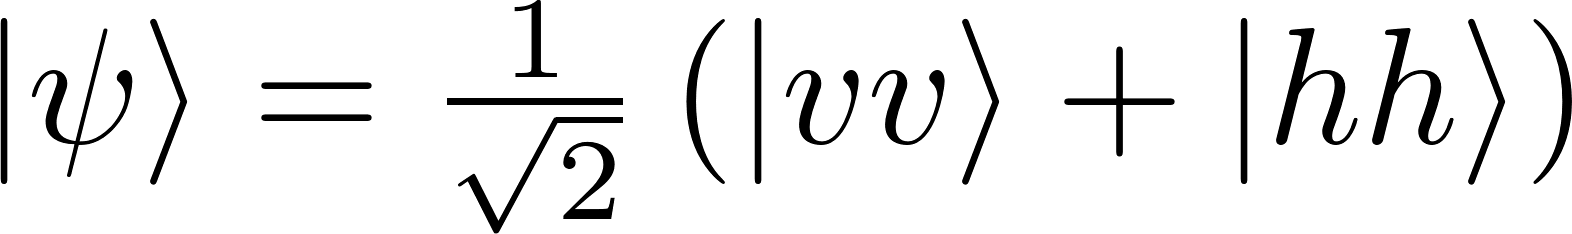 |ψ⟩ = 1/√2 (|vv⟩ + |hh⟩)